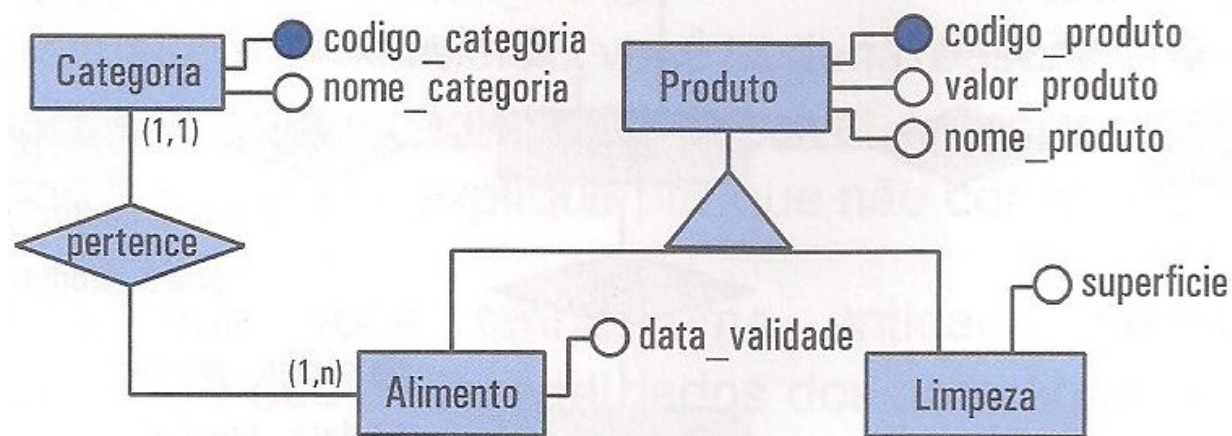 codigo_categoria
Categoria
nome_categoria
codigo_produto
Produto
valor_produto
nome_produto
(1,1)
pertence
superficie
data_validade
(1,n)
Alimento
Limpeza